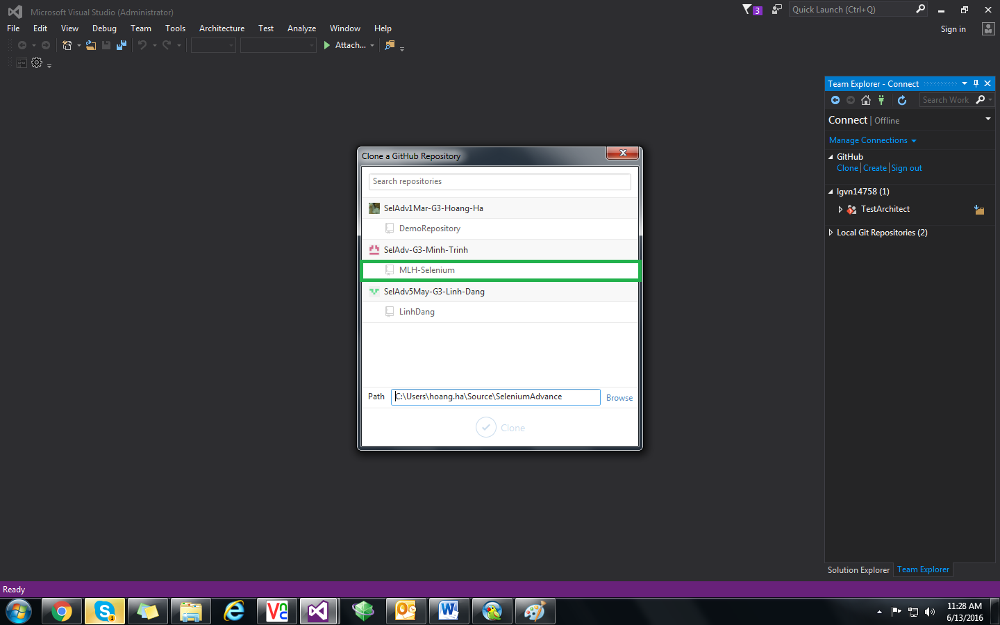 Microsoft Visual Studio (Administrator)
3
Quick Launch (Ctrl+Q)
File Edit View Debug Team Tools Architecture Test Analyze Window Help
Sign in
Attach...
Team Explorer - Connect
Search Work
Connect | Offline
Manage Connections
GitHub
Clone Create Sign out
lgvn14758 (1)
TestArchitect
Local Git Repositories (2)
Clone a GitHub Repository
Search repositories
SelAdv1Mar-G3-Hoang-Ha
DemoRepository
SelAdv-G3-Minh-Trinh
MLH-Selenium
SelAdv5May-G3-Linh-Dang
LinhDang
Path C:\Users\hoang.ha\Source\SeleniumAdvance Browse
Clone
Solution Explorer Team Explorer
Ready
1
11:28 AM
6/13/2016